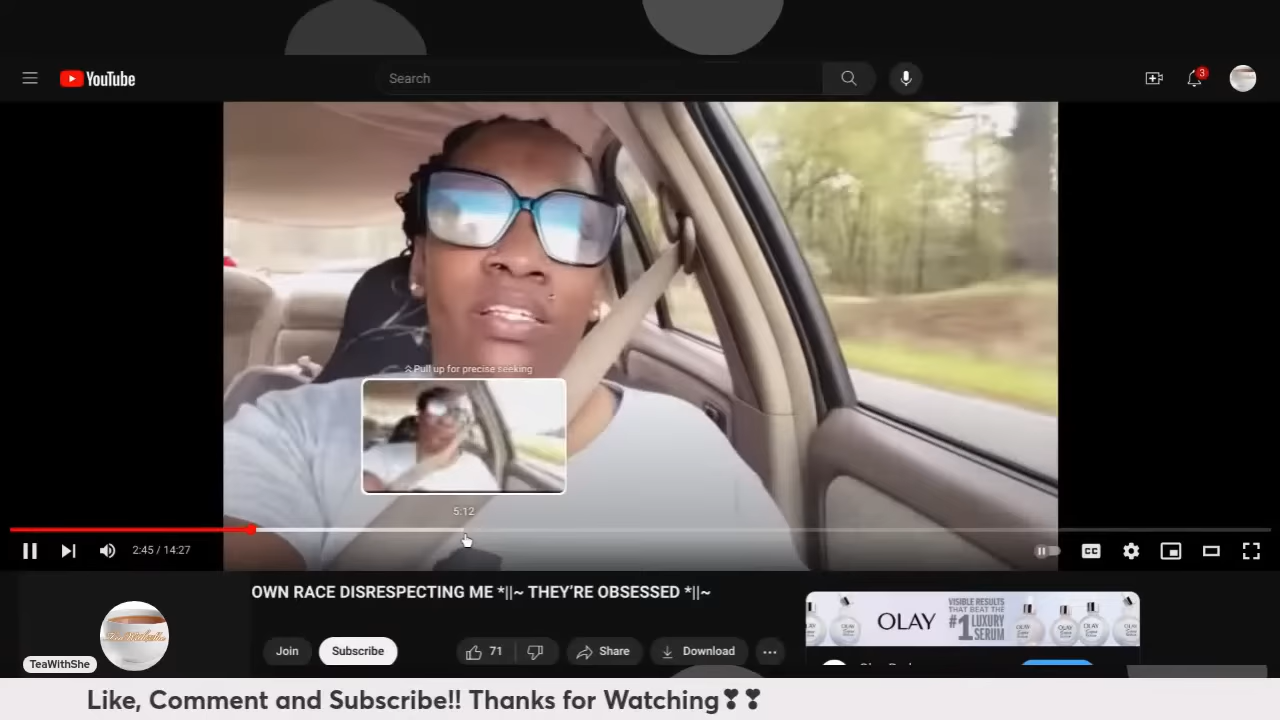 YouTube
Search
3
Pull up for precise seeking
5:12
2:45 / 14:27
CC
OWN RACE DISRESPECTING ME *||~ THEY'RE OBSESSED *||~
TeaWithShe
TeaWithShe
Join
Subscribe
71
Share
Download
OLAY
VISIBLE RESULTS
THAT BEAT THE
#1 LUXURY
SERUM
Like, Comment and Subscribe!! Thanks for Watching❣❣